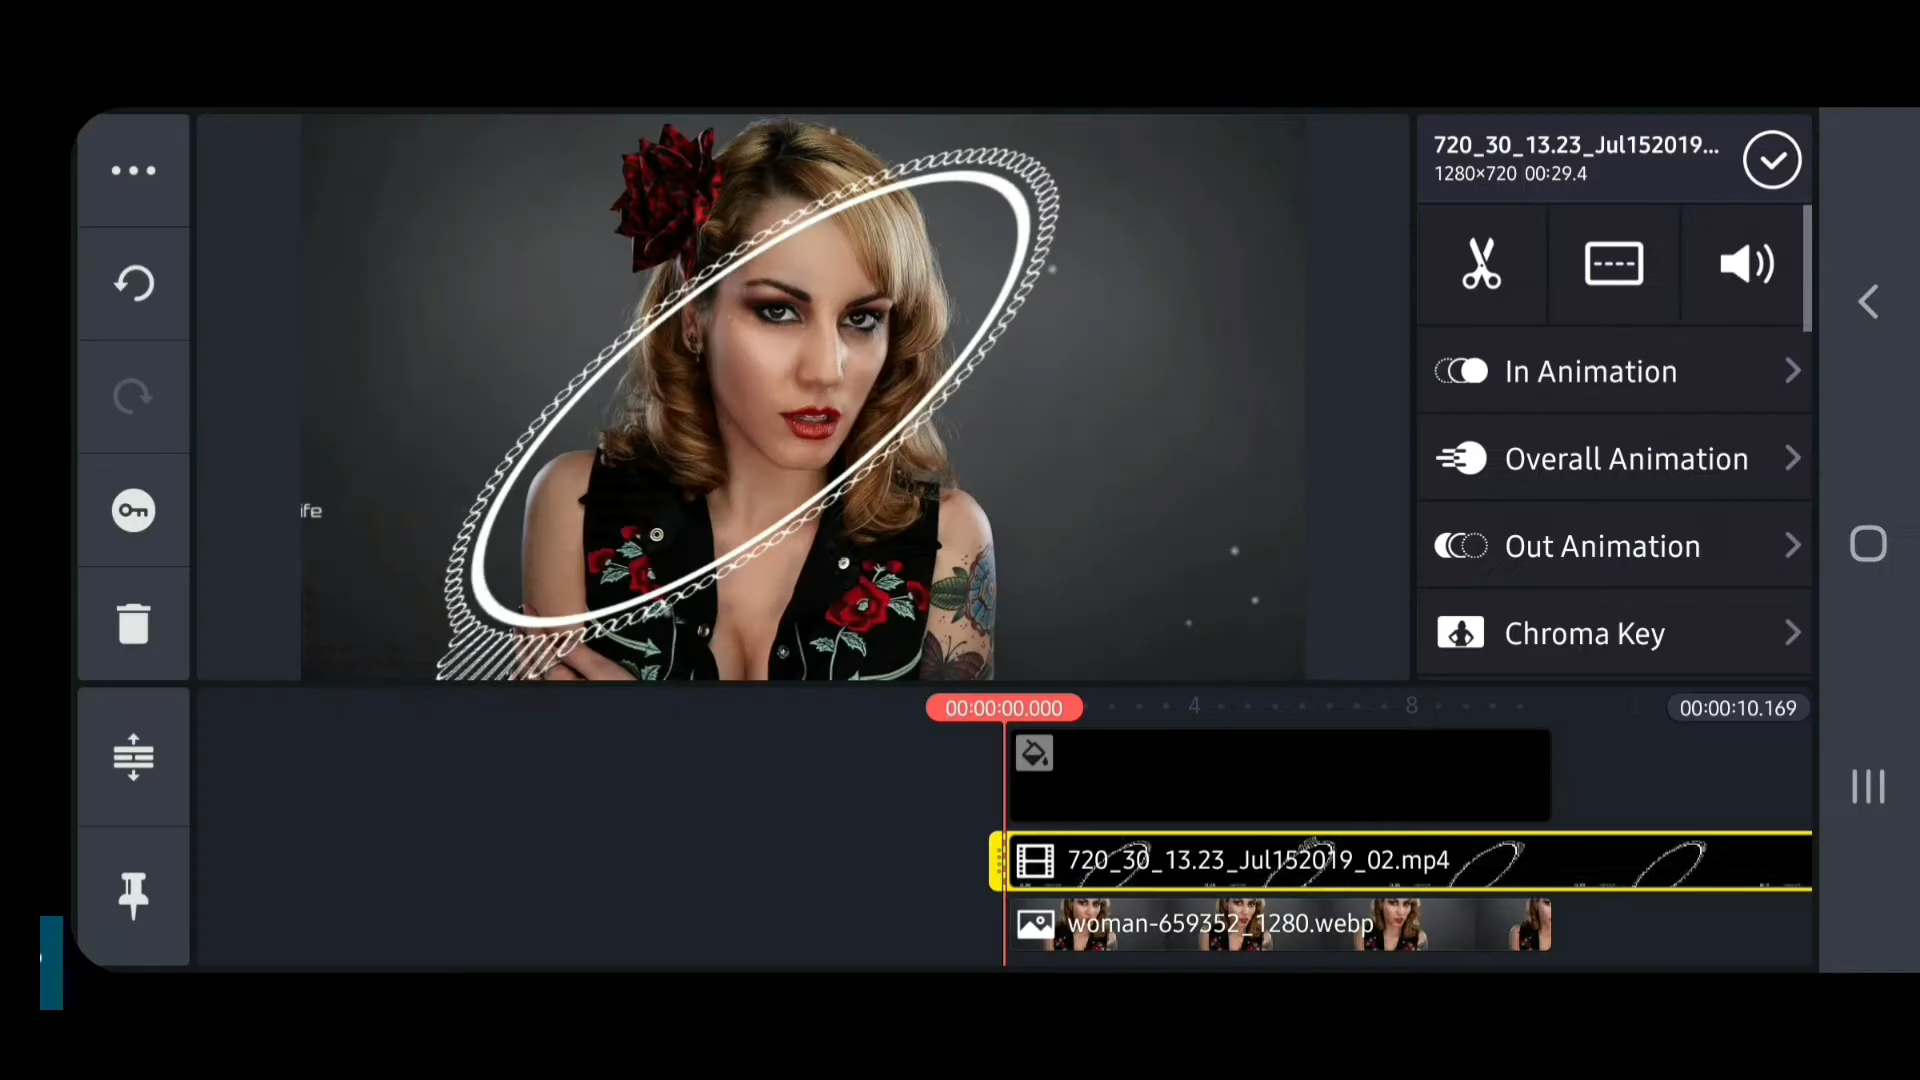 720_30_13.23_Jul152019...
1280×720 00:29.4
In Animation
Overall Animation
Out Animation
Chroma Key
ife
00:00:00.000
4
8
00:00:10.169
720_30_13.23_Jul152019_02.mp4
woman-659352_1280.webp